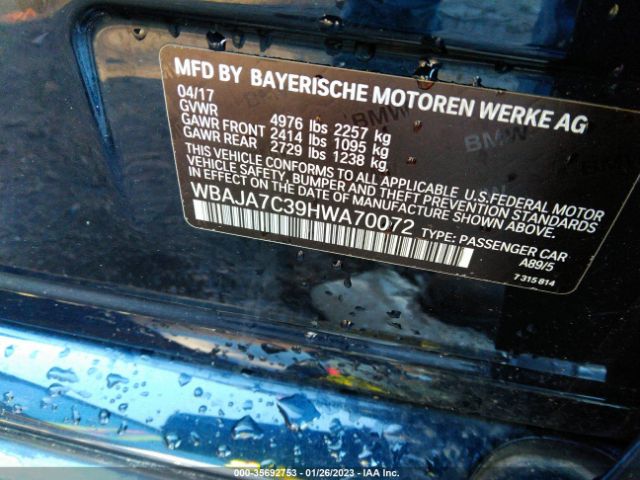 MFD BY BAYERISCHE MOTOREN WERKE AG
04/17
GVWR 4976 lbs 2257 kg
GAWR FRONT 2414 lbs 1095 kg
GAWR REAR 2729 lbs 1238 kg
THIS VEHICLE CONFORMS TO ALL APPLICABLE U.S.FEDERAL MOTOR
VEHICLE SAFETY, BUMPER AND THEFT PREVENTION STANDARDS
IN EFFECT ON THE DATE OF MANUFACTURE SHOWN ABOVE.
WBAJA7C39HWA70072 TYPE: PASSENGER CAR
A89/5
7 315 814
BMW
BMW
000-35692753 - 01/26/2023 - IAA Inc.